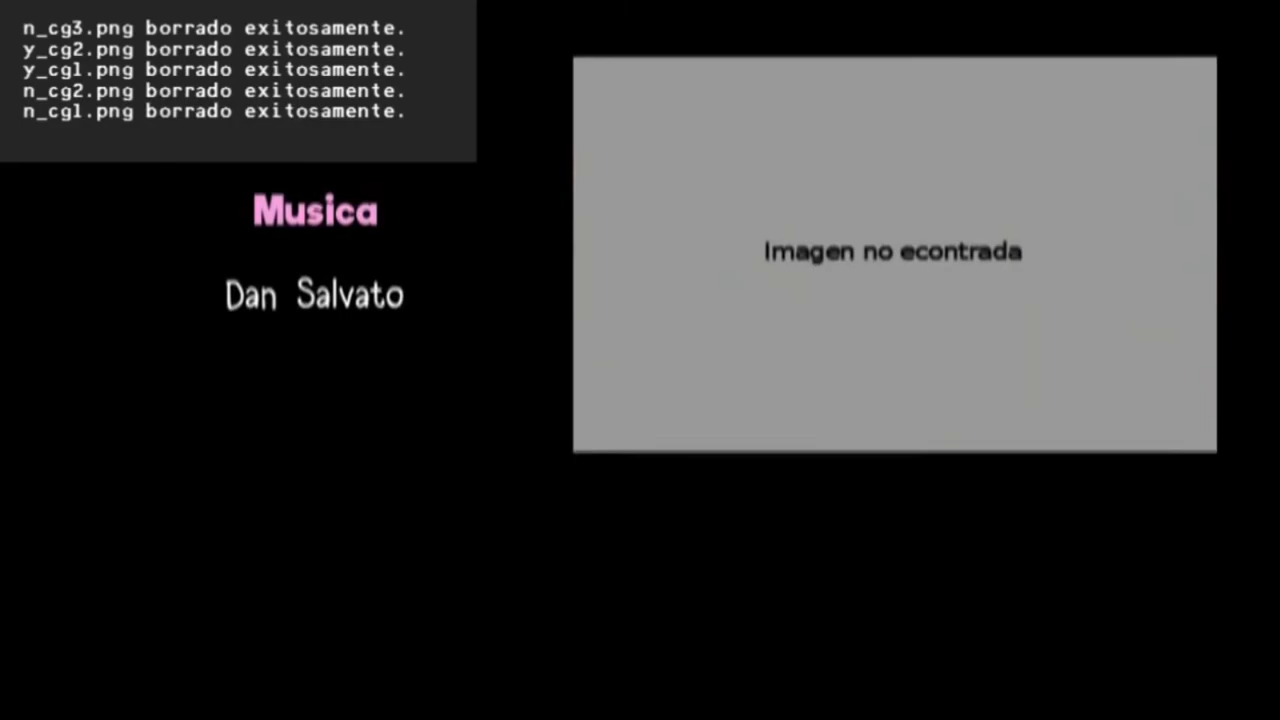 n_cg3.png borrado exitosamente.
y_cg2.png borrado exitosamente.
y_cg1.png borrado exitosamente.
n_cg2.png borrado exitosamente.
n_cg1.png borrado exitosamente.
Musica
Dan Salvato
Imagen no econtrada